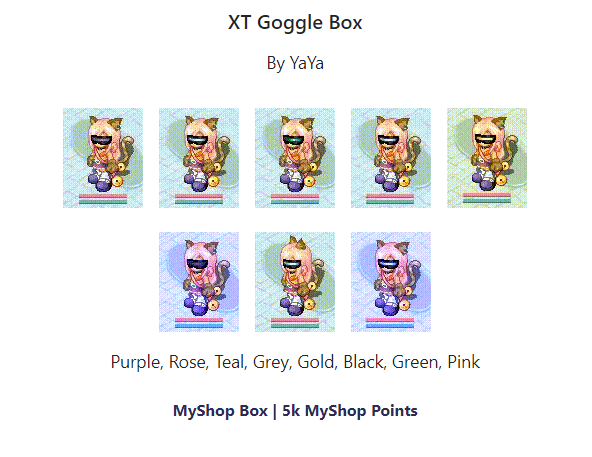 XT Goggle Box
By YaYa
Purple, Rose, Teal, Grey, Gold, Black, Green, Pink
MyShop Box | 5k MyShop Points